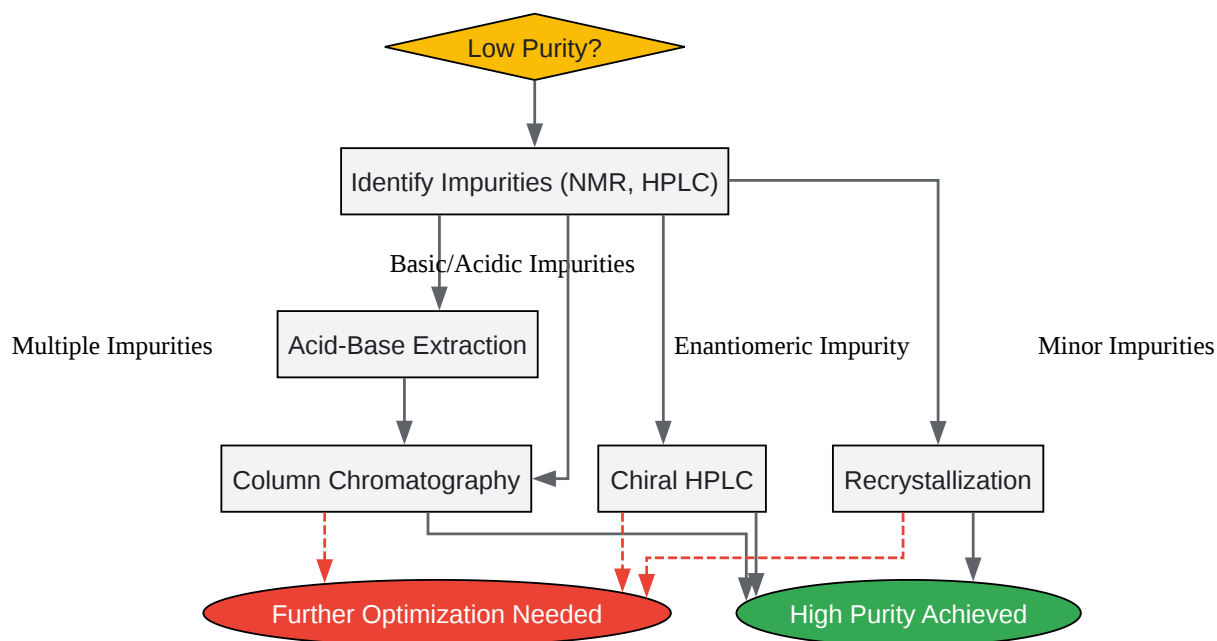 Low Purity?
Identify Impurities (NMR, HPLC)
Basic/Acidic Impurities
Multiple Impurities
Acid-Base Extraction
Enantiomeric Impurity
Minor Impurities
Column Chromatography
Chiral HPLC
Recrystallization
Further Optimization Needed
High Purity Achieved